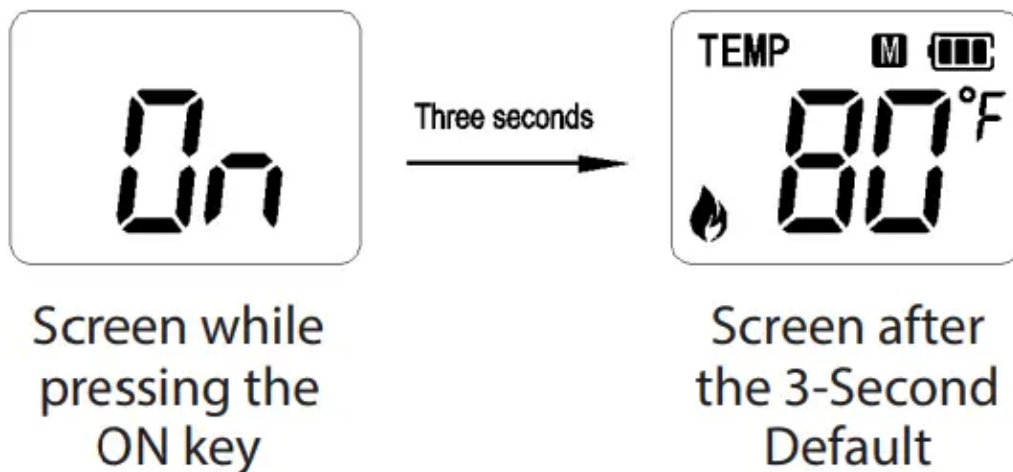 On
Three seconds
TEMP M
80°F
Screen while
pressing the
ON key
Screen after
the 3-Second
Default